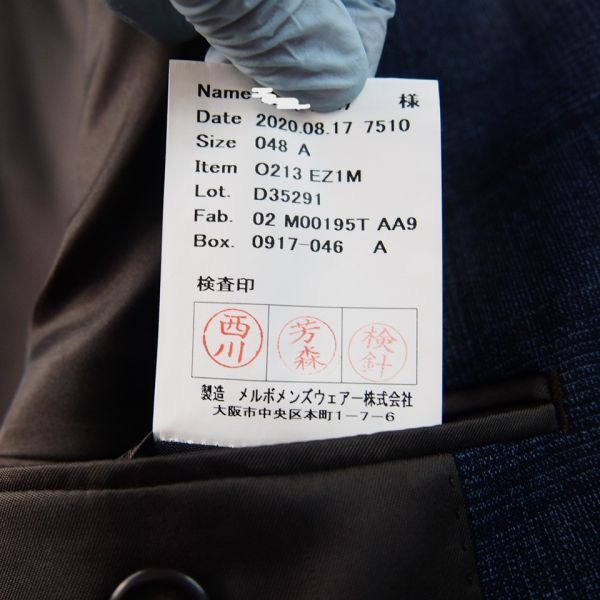 Name 様
Date 2020.08.17 7510
Size 048 A
Item O213 EZ1M
Lot. D35291
Fab. 02 M00195T AA9
Box. 0917-046 A
検査印
西川 芳森 検針
製造 メルボメンズウェアー株式会社
大阪市中央区本町1-7-6